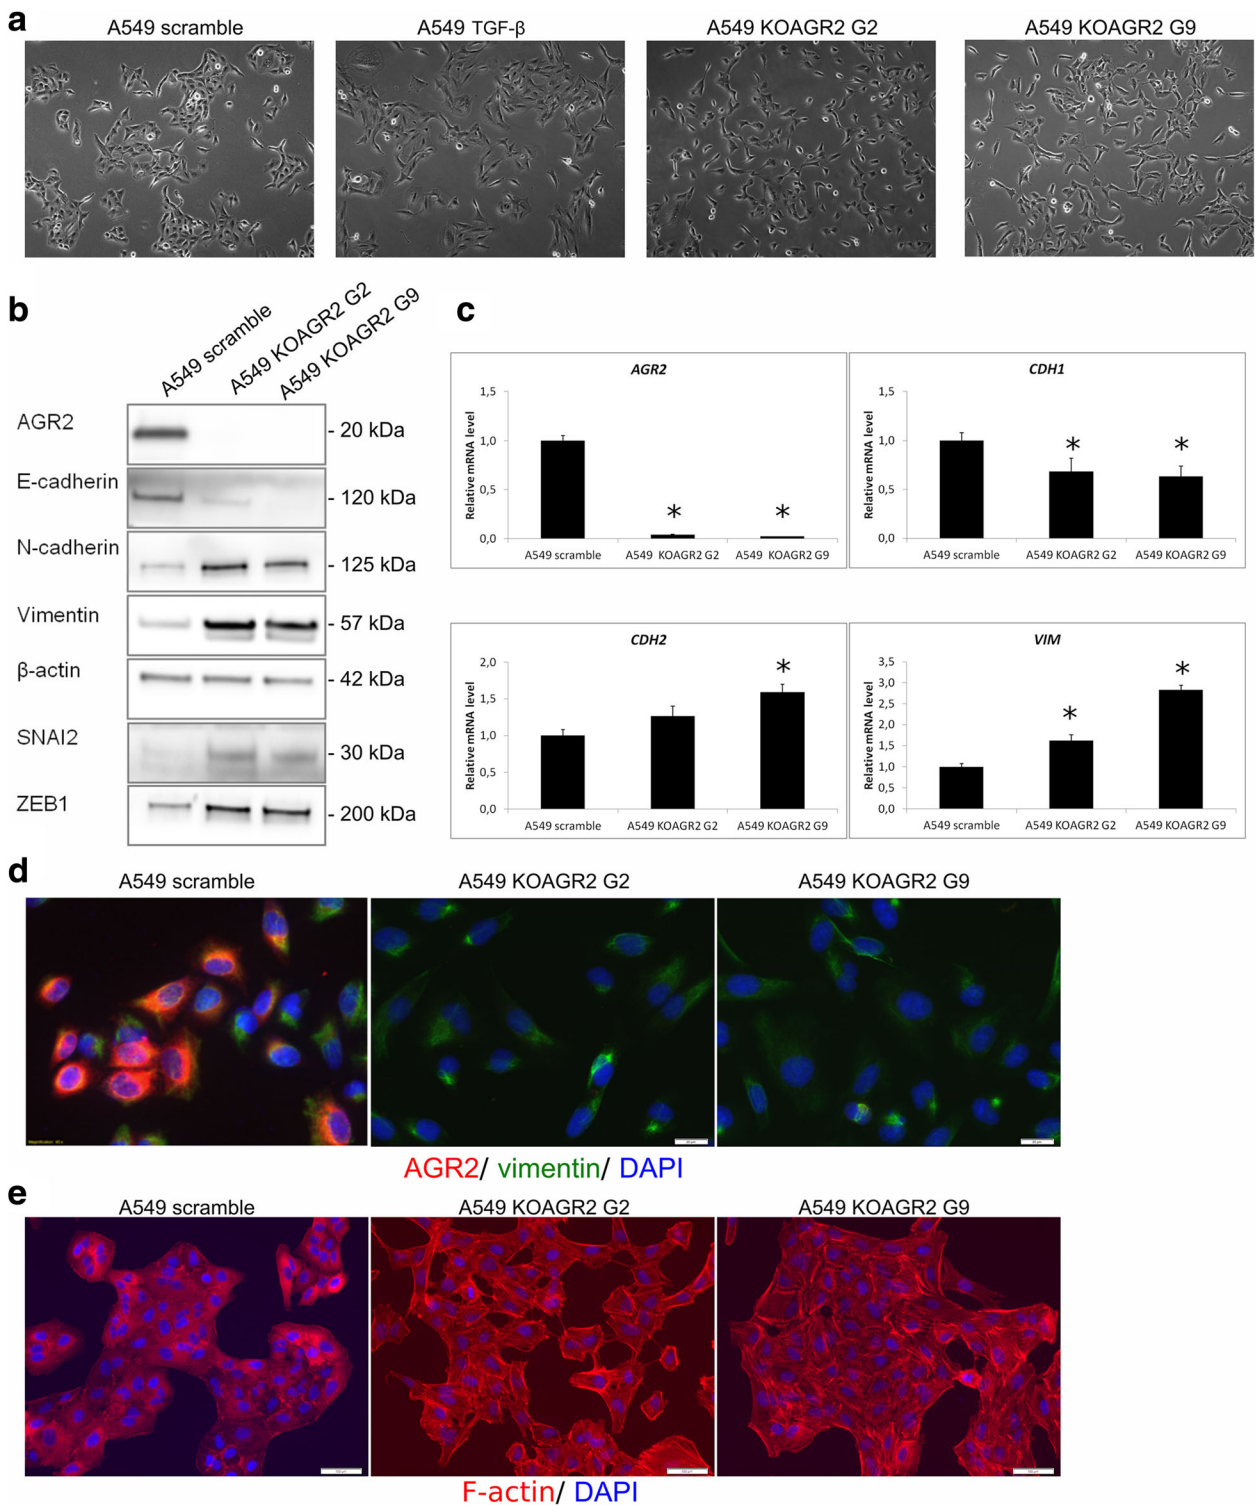 a
A549 scramble
A549 TGF-β
A549 KOAGR2 G2
A549 KOAGR2 G9
b
A549 scramble
A549 KOAGR2 G2
A549 KOAGR2 G9
AGR2
- 20 kDa
E-cadherin
- 120 kDa
N-cadherin
- 125 kDa
Vimentin
- 57 kDa
β-actin
- 42 kDa
SNAI2
- 30 kDa
ZEB1
- 200 kDa
c
AGR2
Relative mRNA level
1,5
1,0
0,5
0,0
* *
A549 scramble A549 KOAGR2 G2 A549 KOAGR2 G9
CDH1
Relative mRNA level
1,5
1,0
0,5
0,0
* *
A549 scramble A549 KOAGR2 G2 A549 KOAGR2 G9
CDH2
Relative mRNA level
2,0
1,5
1,0
0,5
0,0
*
A549 scramble A549 KOAGR2 G2 A549 KOAGR2 G9
VIM
Relative mRNA level
3,5
3,0
2,5
2,0
1,5
1,0
0,5
0,0
* *
A549 scramble A549 KOAGR2 G2 A549 KOAGR2 G9
d
A549 scramble
A549 KOAGR2 G2
A549 KOAGR2 G9
AGR2/ vimentin/ DAPI
e
A549 scramble
A549 KOAGR2 G2
A549 KOAGR2 G9
F-actin/ DAPI